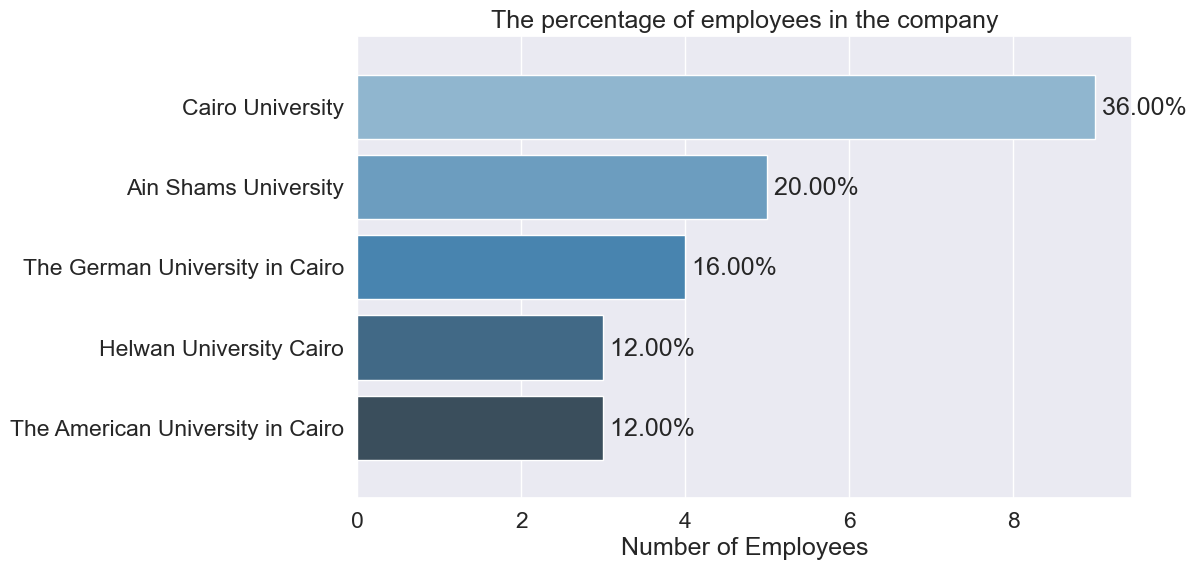 The percentage of employees in the company
Cairo University
36.00%
Ain Shams University
20.00%
The German University in Cairo
16.00%
Helwan University Cairo
12.00%
The American University in Cairo
12.00%
0 2 4 6 8
Number of Employees